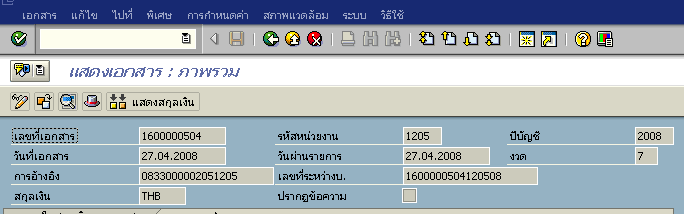 เอกสาร แก้ไข ไปที่ พิเศษ การกำหนดค่า สภาพแวดล้อม ระบบ วิธีใช้
แสดงเอกสาร : ภาพรวม
แสดงสกุลเงิน
เลขที่เอกสาร 1600000504 รหัสหน่วยงาน 1205 ปีบัญชี 2008
วันที่เอกสาร 27.04.2008 วันผ่านรายการ 27.04.2008 งวด 7
การอ้างอิง 0833000002051205 เลขที่ระหว่างบ. 1600000504120508
สกุลเงิน THB ปรากฏข้อความ